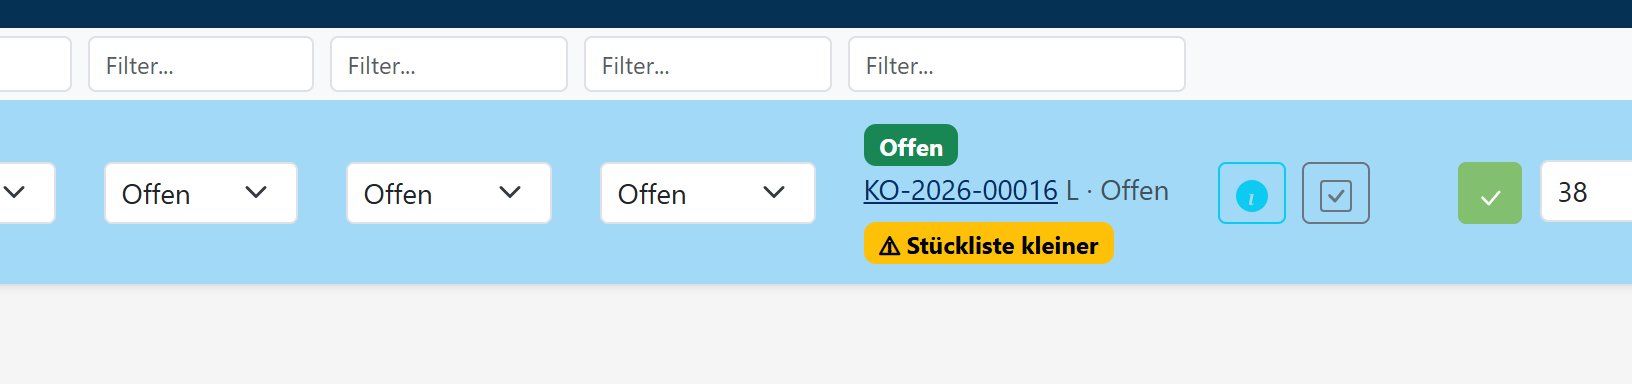 Filter... Filter... Filter... Filter...
Offen
Offen Offen Offen KO-2026-00016 L · Offen 38
⚠ Stückliste kleiner